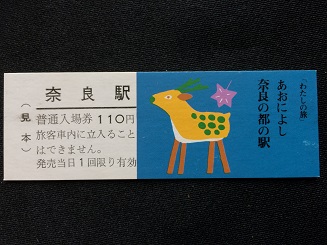 (見本)
奈良駅
普通入場券 110円
旅客車内に立入ること
はできません。
発売当日1回限り有効
「わたしの旅」
あおによし
奈良の都の駅